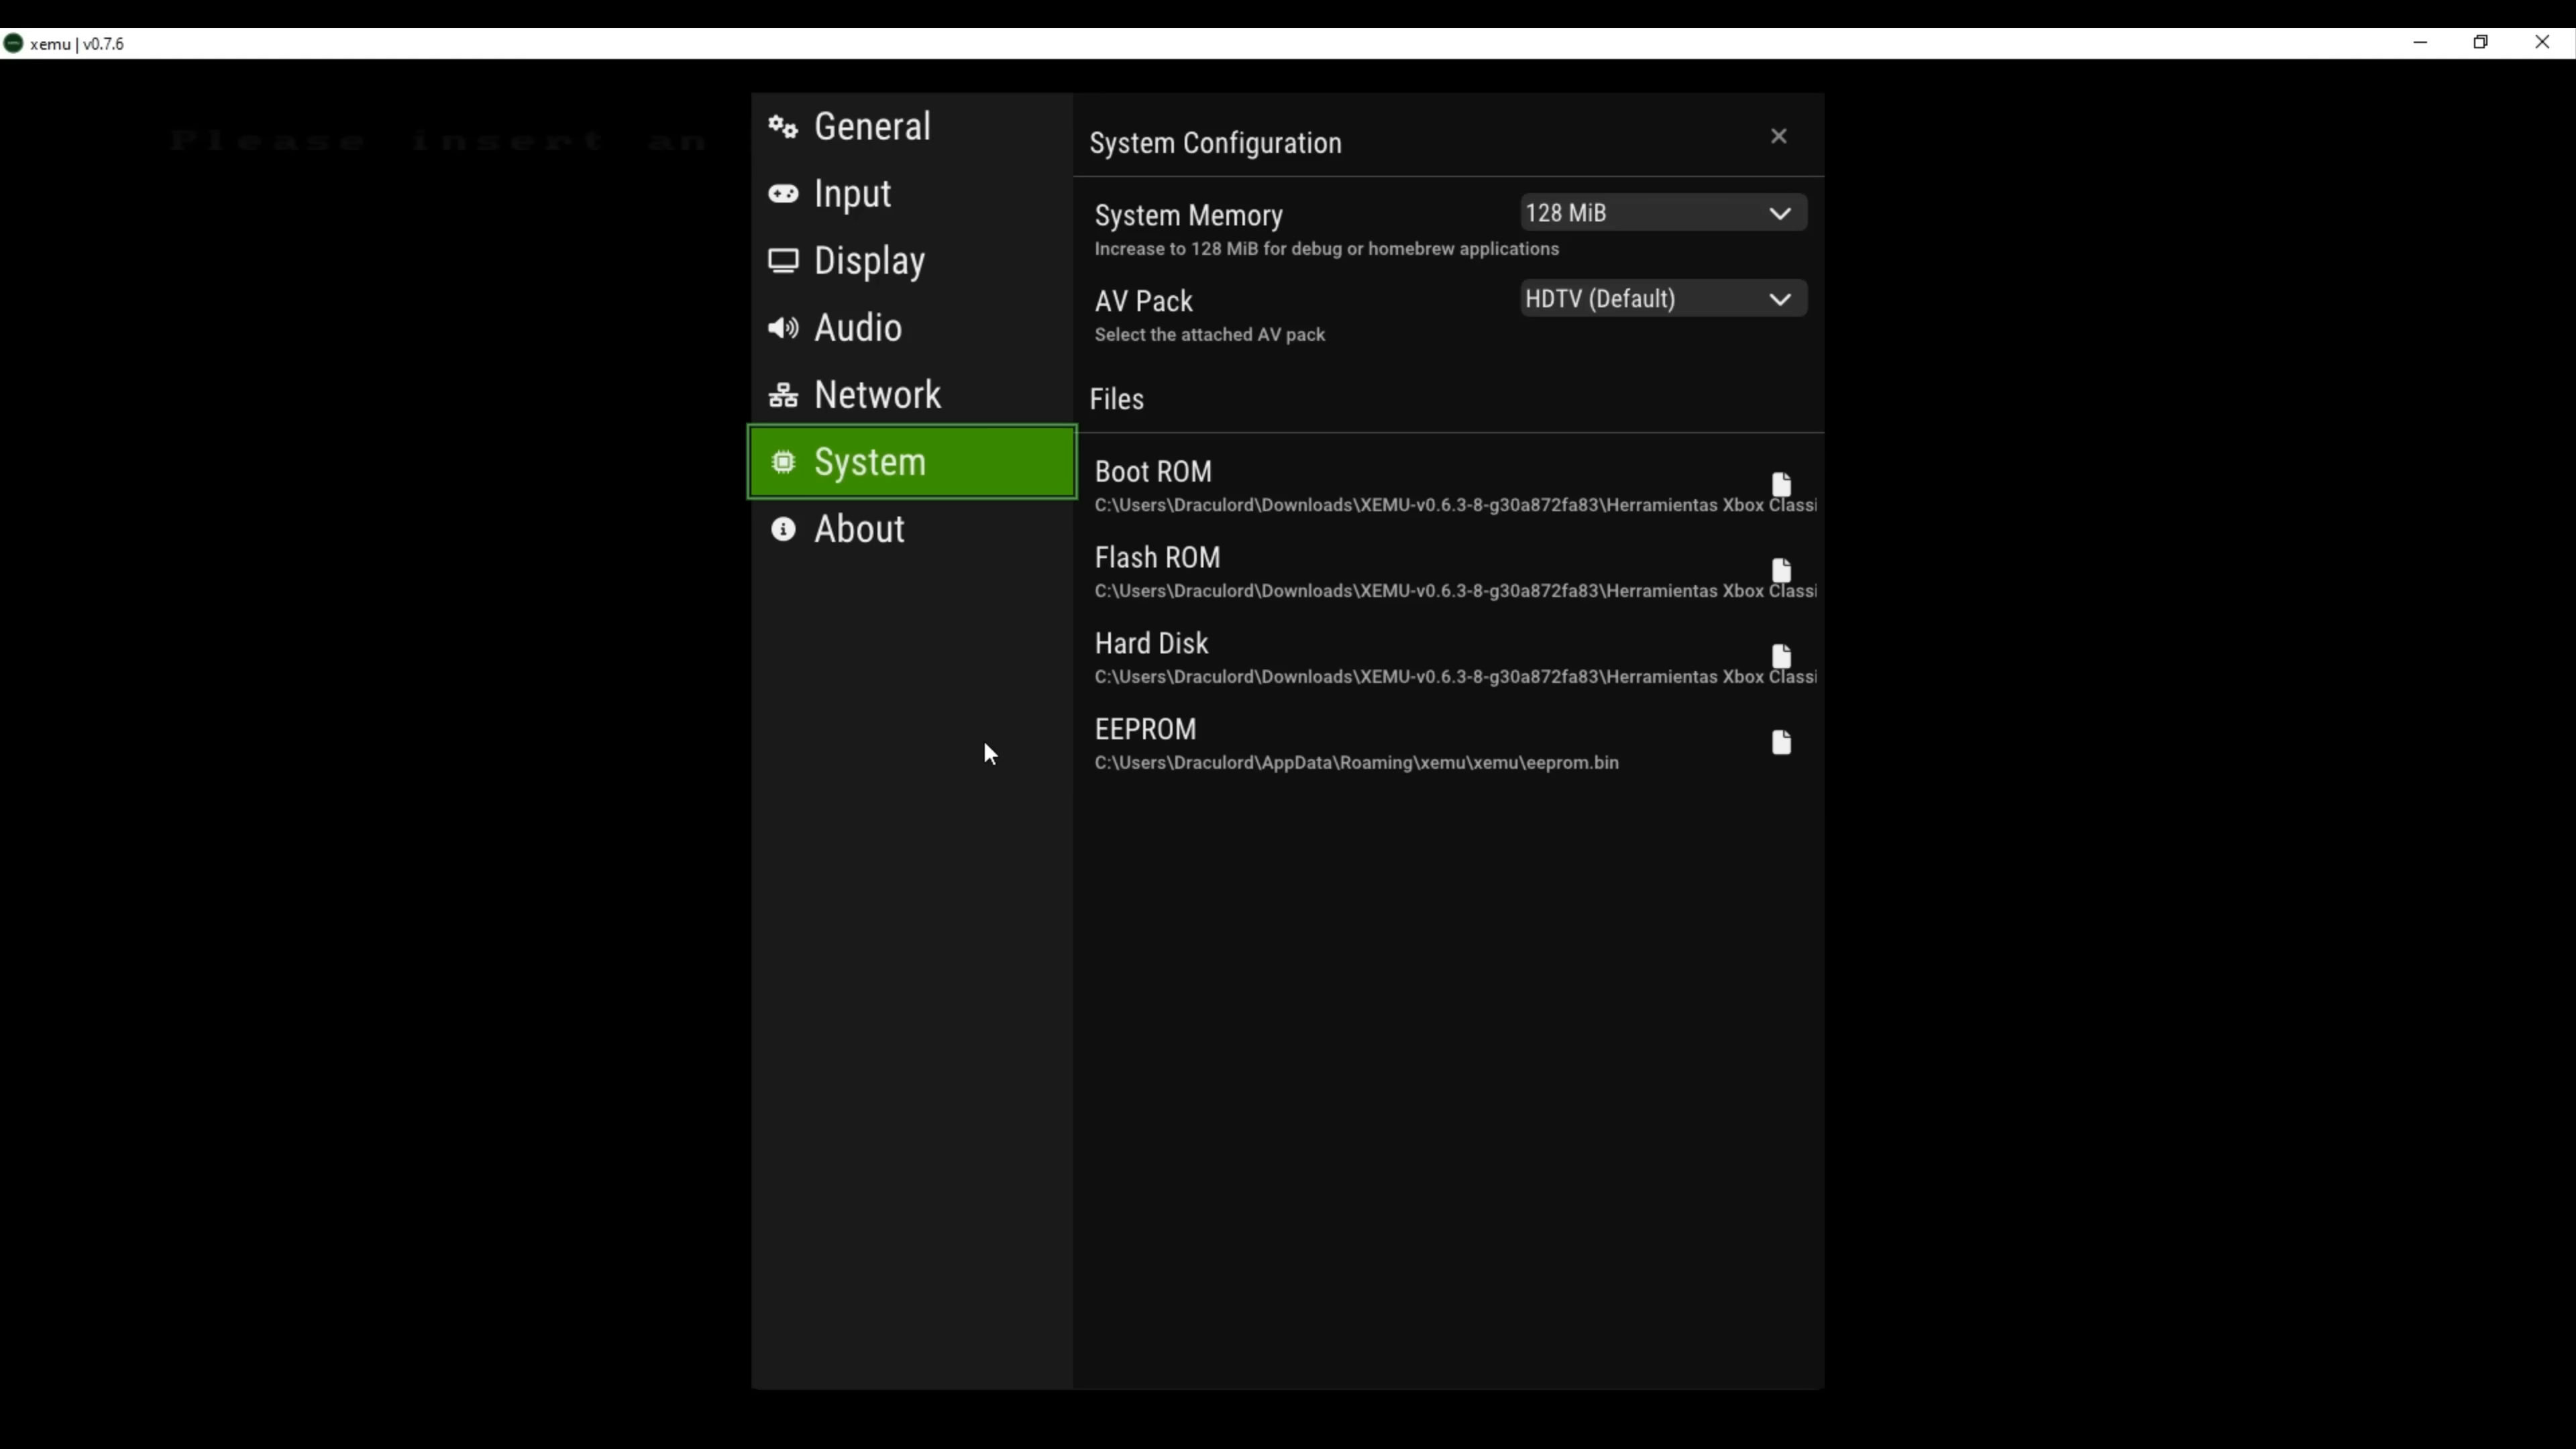 xemu | v0.7.6
Please insert an
General
Input
Display
Audio
Network
System
About
System Configuration
System Memory
128 MiB
Increase to 128 MiB for debug or homebrew applications
AV Pack
HDTV (Default)
Select the attached AV pack
Files
Boot ROM
C:\Users\Draculord\Downloads\XEMU-v0.6.3-8-g30a872fa83\Herramientas Xbox Classi
Flash ROM
C:\Users\Draculord\Downloads\XEMU-v0.6.3-8-g30a872fa83\Herramientas Xbox Classi
Hard Disk
C:\Users\Draculord\Downloads\XEMU-v0.6.3-8-g30a872fa83\Herramientas Xbox Classi
EEPROM
C:\Users\Draculord\AppData\Roaming\xemu\xemu\eeprom.bin